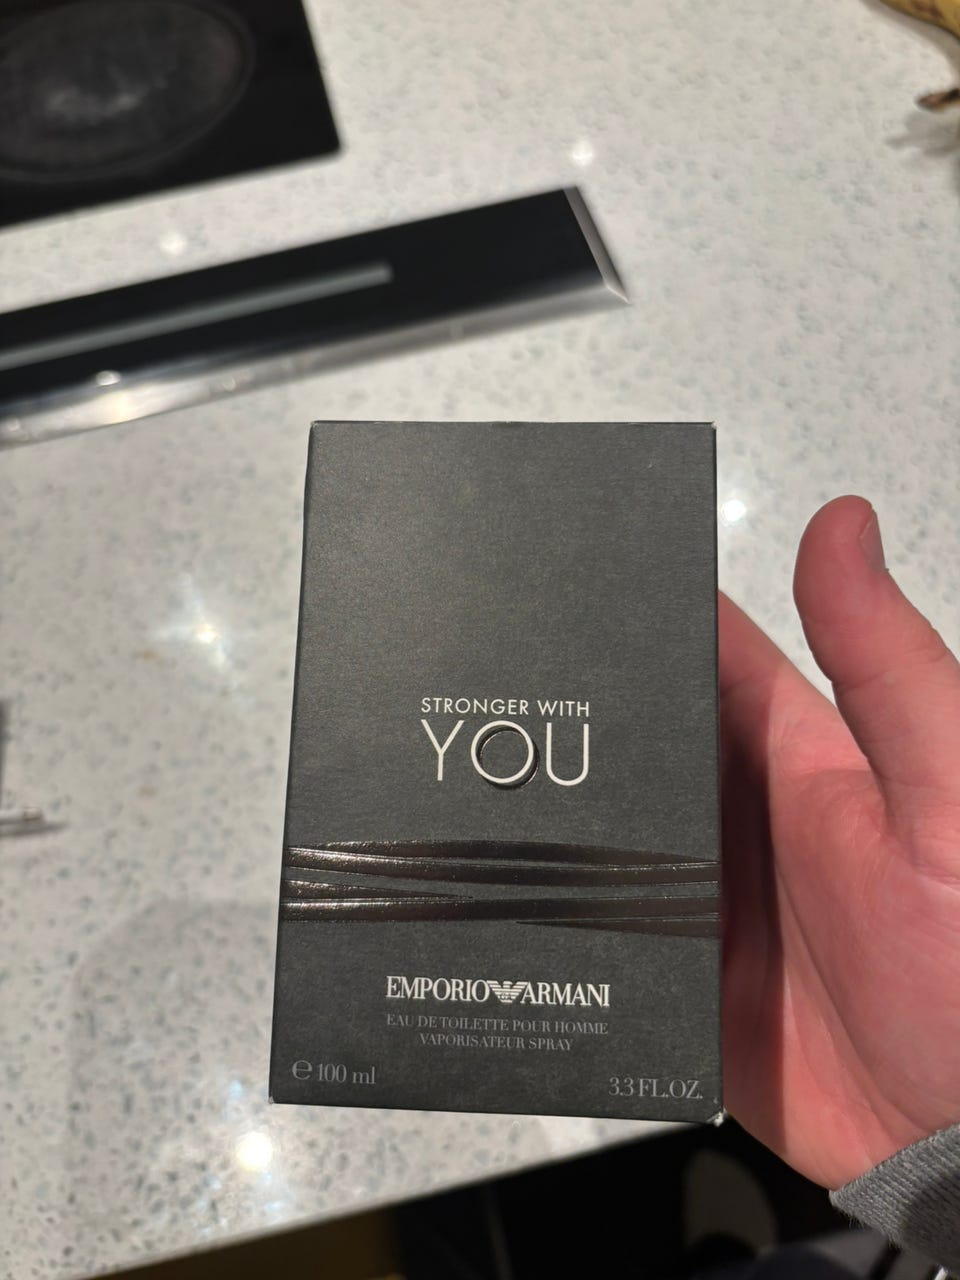 STRONGER WITH
YOU
EMPORIO ARMANI
EAU DE TOILETTE POUR HOMME
VAPORISATEUR SPRAY
℮ 100 ml 3.3 FL.OZ.